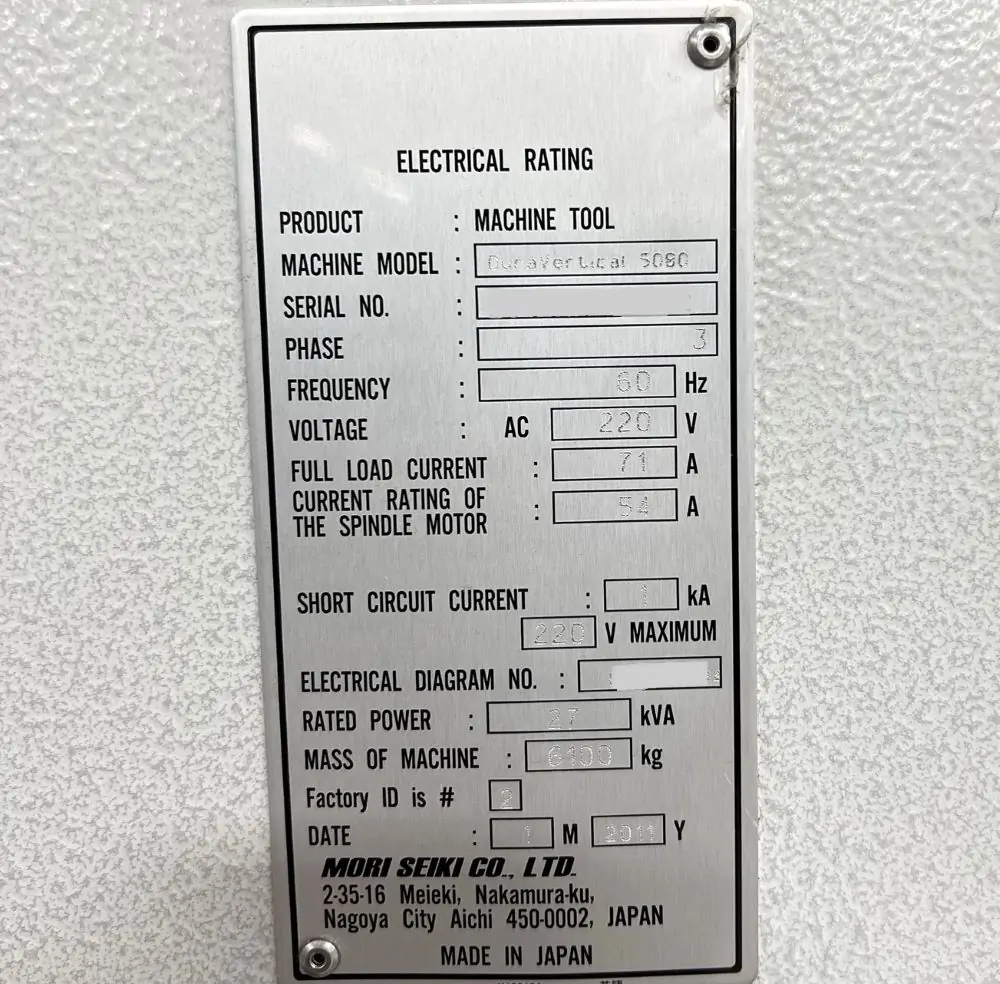 ELECTRICAL RATING
PRODUCT : MACHINE TOOL
MACHINE MODEL : DuraVertical 5080
SERIAL NO. :
PHASE : 3
FREQUENCY : 60 Hz
VOLTAGE : AC 220 V
FULL LOAD CURRENT : 71 A
CURRENT RATING OF
THE SPINDLE MOTOR : 54 A
SHORT CIRCUIT CURRENT : 1 kA
220 V MAXIMUM
ELECTRICAL DIAGRAM NO. :
RATED POWER : 27 kVA
MASS OF MACHINE : 6100 kg
Factory ID is # 2
DATE : 1 M 2011 Y
MORI SEIKI CO., LTD.
2-35-16 Meieki, Nakamura-ku,
Nagoya City Aichi 450-0002, JAPAN
MADE IN JAPAN